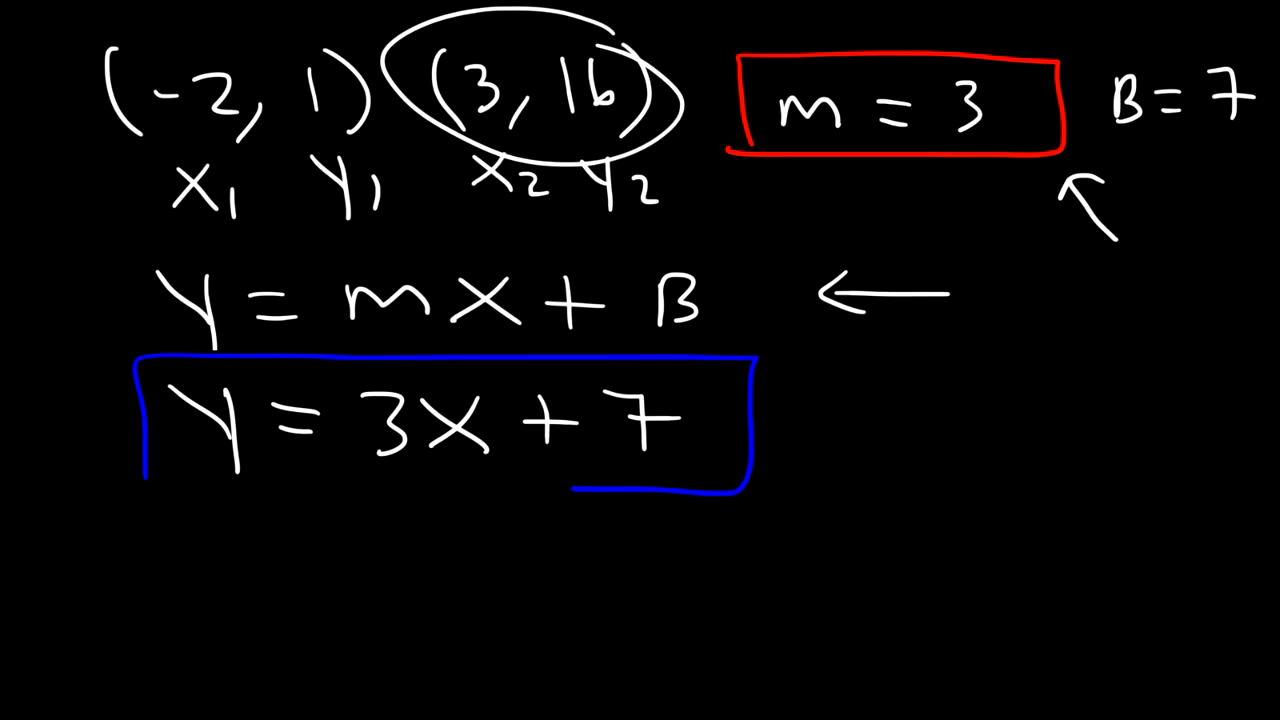 (-2, 1) (3, 16) m = 3 B = 7
X₁ Y₁ X₂ Y₂
Y = mX + B ←
Y = 3X + 7